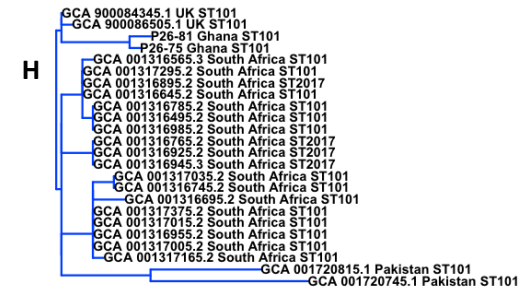 H
GCA 900084345.1 UK ST101
GCA 900086505.1 UK ST101
P26-81 Ghana ST101
P26-75 Ghana ST101
GCA 001316565.3 South Africa ST101
GCA 001317295.2 South Africa ST101
GCA 001316895.2 South Africa ST2017
GCA 001316645.2 South Africa ST101
GCA 001316785.2 South Africa ST101
GCA 001316495.2 South Africa ST101
GCA 001316985.2 South Africa ST101
GCA 001316765.2 South Africa ST2017
GCA 001316925.2 South Africa ST2017
GCA 001316945.3 South Africa ST2017
GCA 001317035.2 South Africa ST101
GCA 001316745.2 South Africa ST101
GCA 001316695.2 South Africa ST101
GCA 001317375.2 South Africa ST101
GCA 001317015.2 South Africa ST101
GCA 001316955.2 South Africa ST101
GCA 001317005.2 South Africa ST101
GCA 001317165.2 South Africa ST101
GCA 001720815.1 Pakistan ST101
GCA 001720745.1 Pakistan ST101